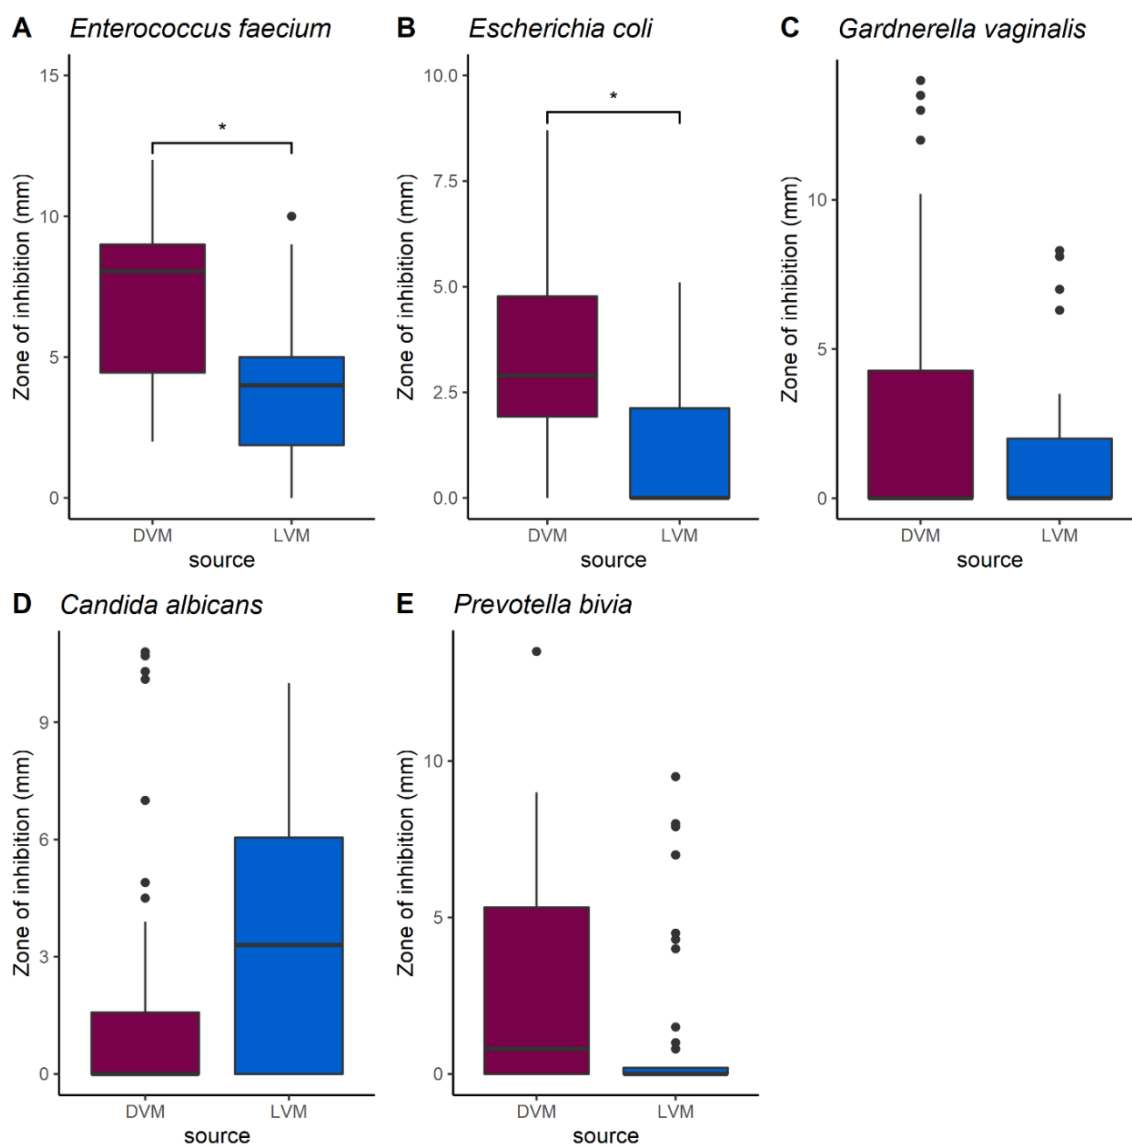 A Enterococcus faecium
15
10
5
0
Zone of inhibition (mm)
*
DVM LVM
source
B Escherichia coli
10.0
7.5
5.0
2.5
0.0
Zone of inhibition (mm)
*
DVM LVM
source
C Gardnerella vaginalis
10
5
0
Zone of inhibition (mm)
DVM LVM
source
D Candida albicans
9
6
3
0
Zone of inhibition (mm)
DVM LVM
source
E Prevotella bivia
10
5
0
Zone of inhibition (mm)
DVM LVM
source